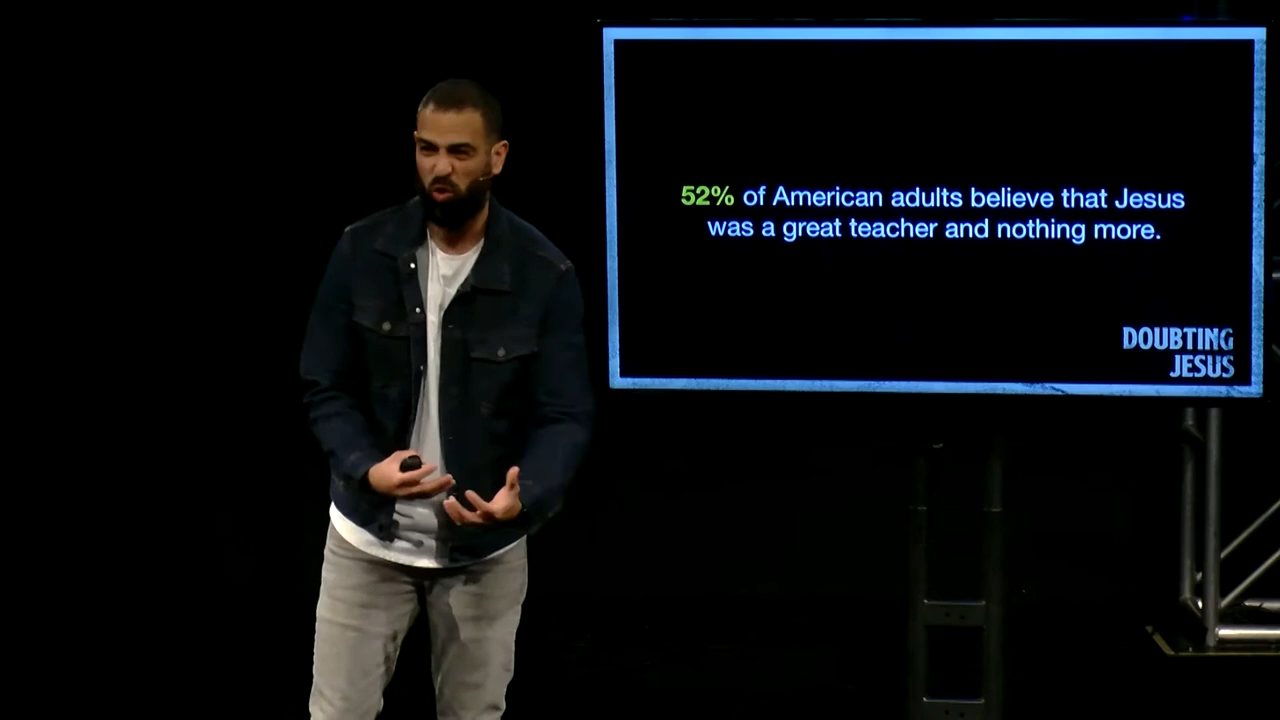 52% of American adults believe that Jesus
was a great teacher and nothing more.
DOUBTING
JESUS